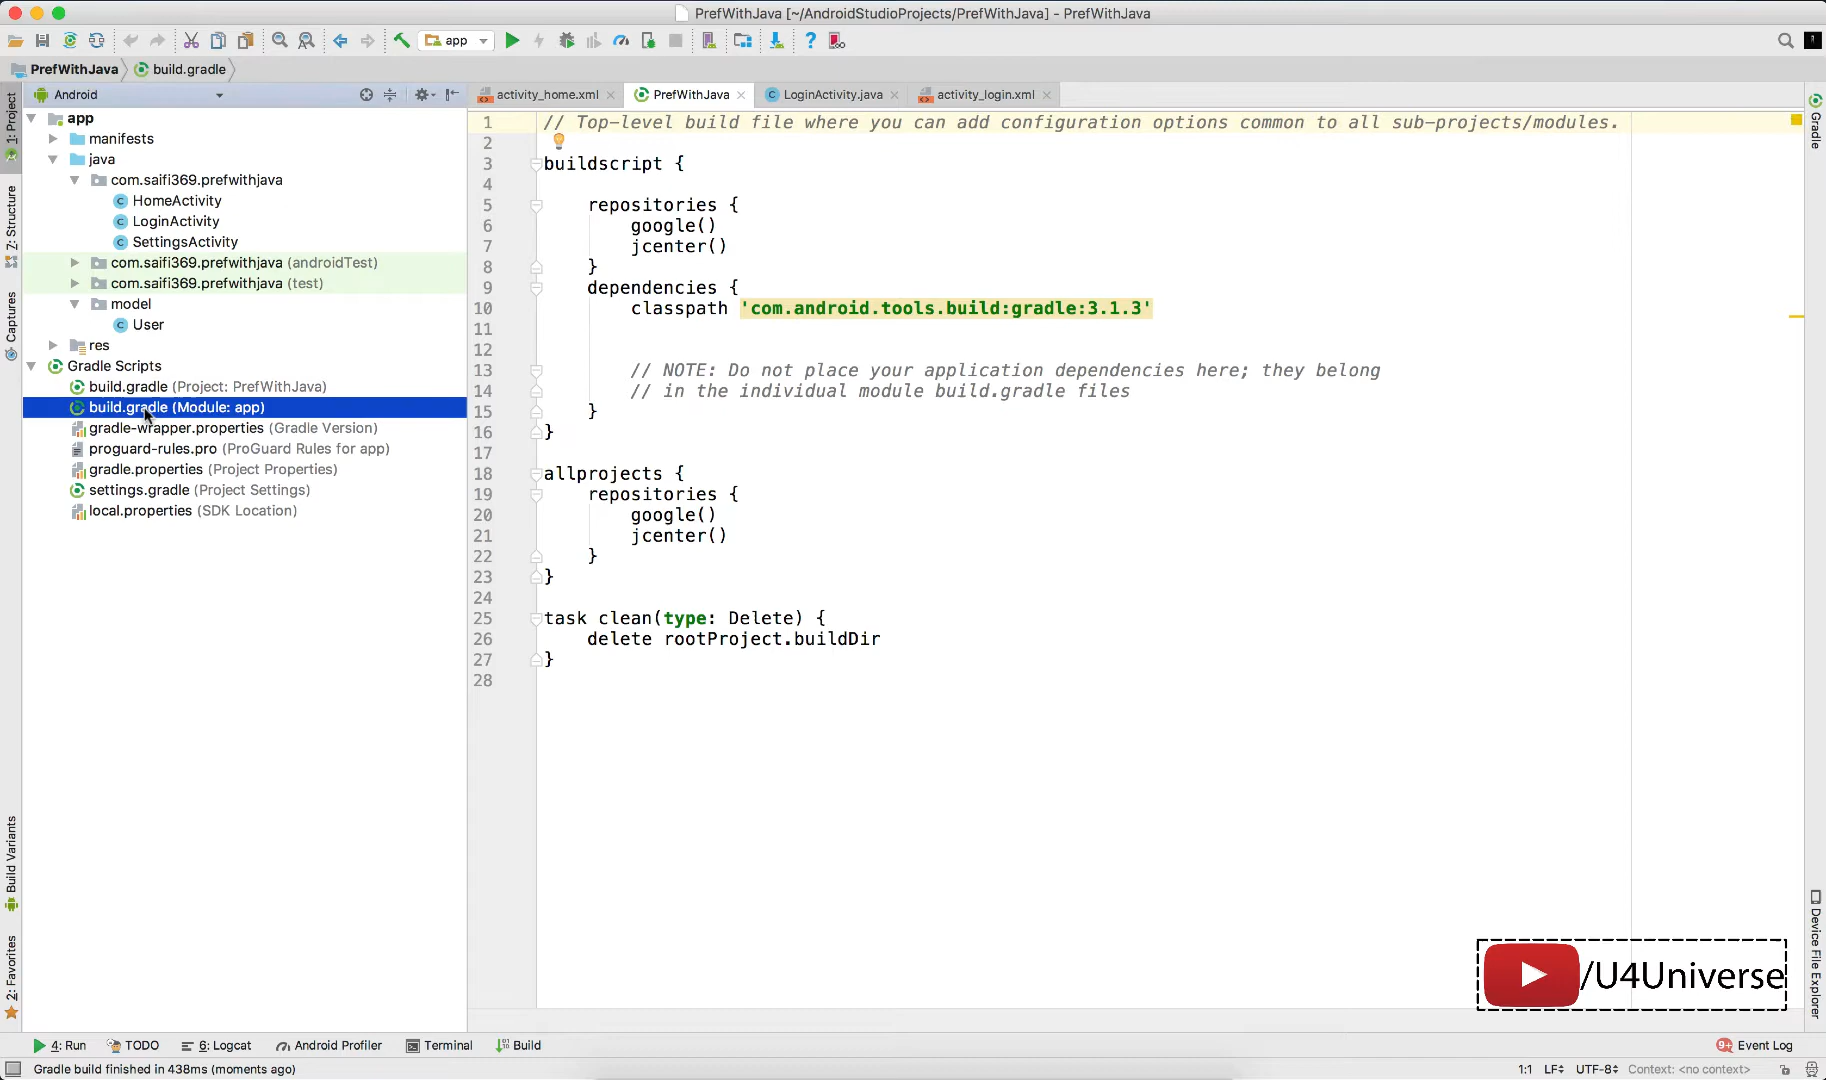 PrefWithJava [~/AndroidStudioProjects/PrefWithJava] - PrefWithJava
app
PrefWithJava
build.gradle
Android
activity_home.xml
PrefWithJava
LoginActivity.java
activity_login.xml
1: Project
Z: Structure
Captures
Build Variants
2: Favorites
app
manifests
java
com.saifi369.prefwithjava
HomeActivity
LoginActivity
SettingsActivity
com.saifi369.prefwithjava (androidTest)
com.saifi369.prefwithjava (test)
model
User
res
Gradle Scripts
build.gradle (Project: PrefWithJava)
build.gradle (Module: app)
gradle-wrapper.properties (Gradle Version)
proguard-rules.pro (ProGuard Rules for app)
gradle.properties (Project Properties)
settings.gradle (Project Settings)
local.properties (SDK Location)
1 // Top-level build file where you can add configuration options common to all sub-projects/modules.
2
3 buildscript {
4
5 repositories {
6 google()
7 jcenter()
8 }
9 dependencies {
10 classpath 'com.android.tools.build:gradle:3.1.3'
11
12
13 // NOTE: Do not place your application dependencies here; they belong
14 // in the individual module build.gradle files
15 }
16 }
17
18 allprojects {
19 repositories {
20 google()
21 jcenter()
22 }
23 }
24
25 task clean(type: Delete) {
26 delete rootProject.buildDir
27 }
28
Gradle
Device File Explorer
/U4Universe
4: Run
TODO
6: Logcat
Android Profiler
Terminal
Build
9+ Event Log
Gradle build finished in 438ms (moments ago)
1:1 LF UTF-8 Context: <no context>